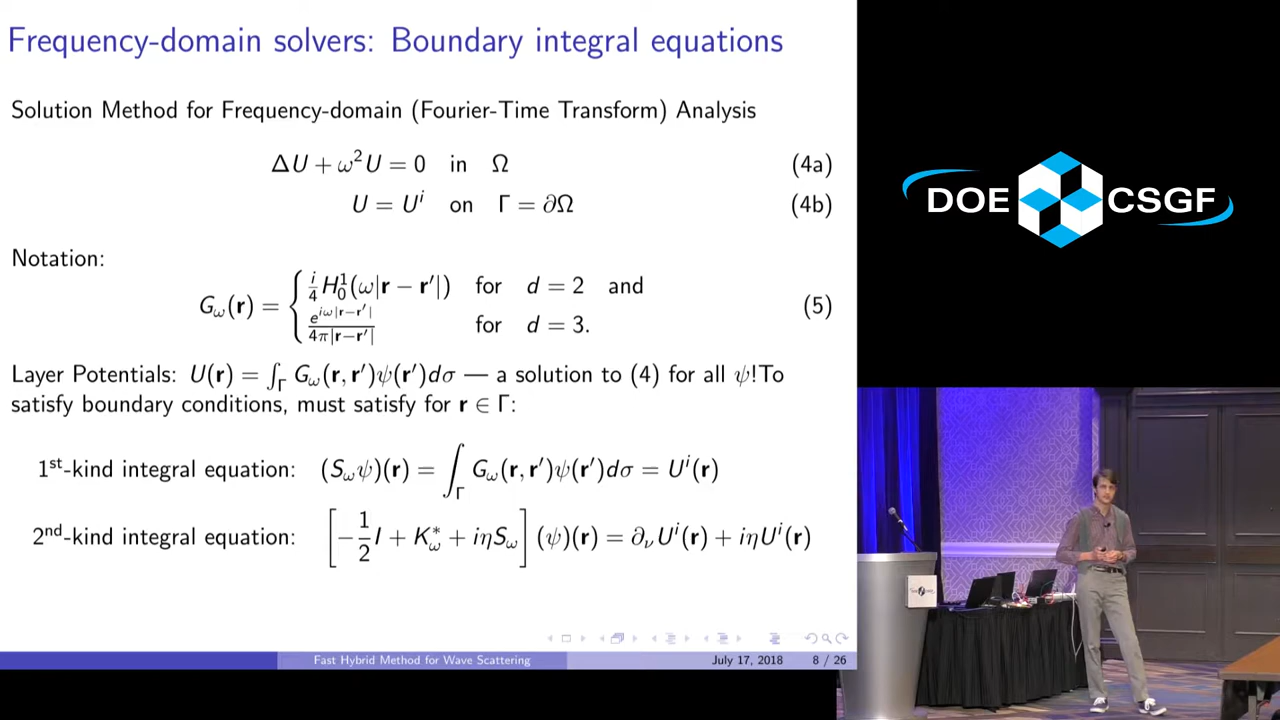 Frequency-domain solvers: Boundary integral equations
Solution Method for Frequency-domain (Fourier-Time Transform) Analysis
ΔU + ω²U = 0 in Ω (4a)
U = Uⁱ on Γ = ∂Ω (4b)
Notation:
G_ω(r) = { i/4 H₀¹(ω|r − r′|) for d = 2 and
e^{iω|r−r′|}/4π|r−r′| for d = 3. (5)
Layer Potentials: U(r) = ∫_Γ G_ω(r, r′)ψ(r′)dσ — a solution to (4) for all ψ!To
satisfy boundary conditions, must satisfy for r ∈ Γ:
1st-kind integral equation: (S_ωψ)(r) = ∫_Γ G_ω(r, r′)ψ(r′)dσ = Uⁱ(r)
2nd-kind integral equation: [−1/2 I + K*_ω + iηS_ω] (ψ)(r) = ∂_νUⁱ(r) + iηUⁱ(r)
Fast Hybrid Method for Wave Scattering July 17, 2018 8 / 26
DOE CSGF